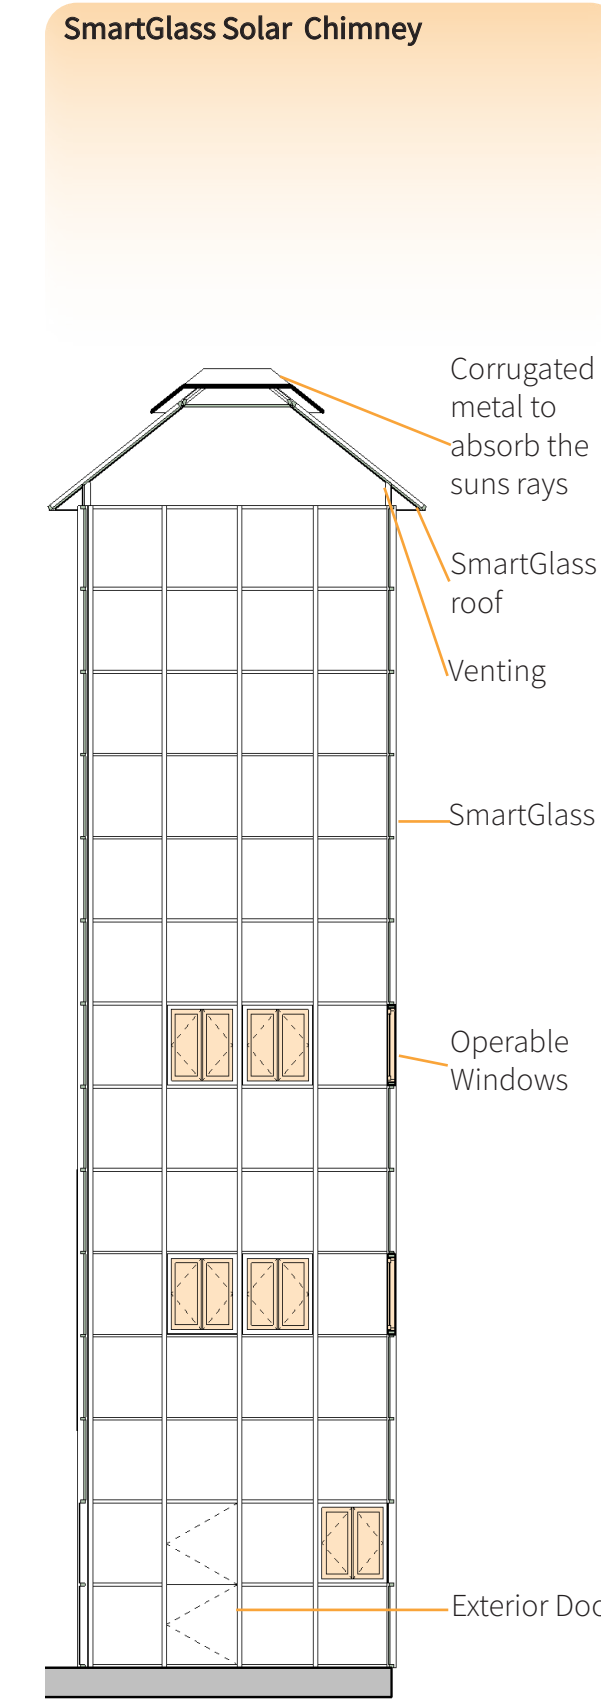 SmartGlass Solar Chimney
Corrugated
metal to
absorb the
suns rays
SmartGlass
roof
Venting
SmartGlass
Operable
Windows
Exterior